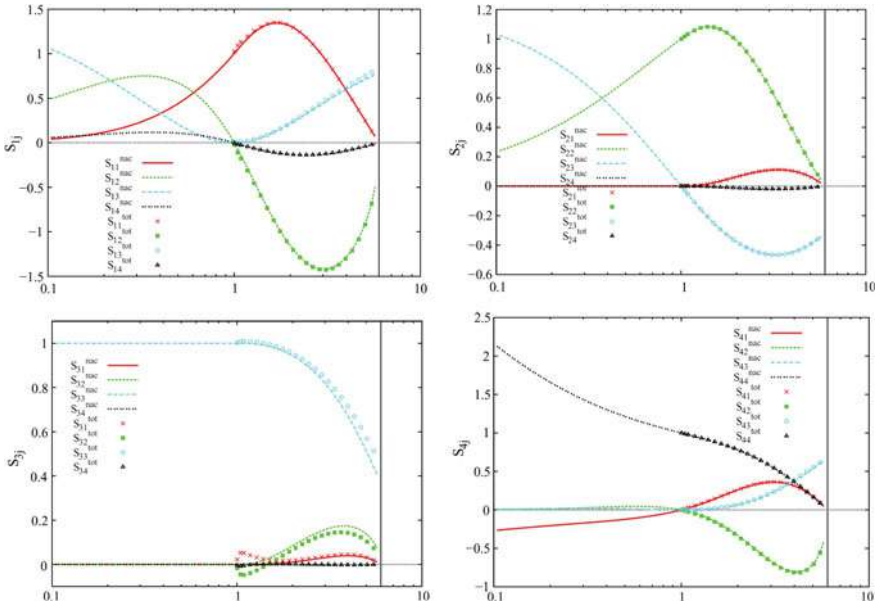 1.5
1
0.5
0
−0.5
−1
−1.5
0.1
1
10
S1j
S11nac
S12nac
S13nac
S14nac
S11tot
S12tot
S13tot
S14
1.2
1
0.8
0.6
0.4
0.2
0
−0.2
−0.4
−0.6
0.1
1
10
S2j
S21nac
S22nac
S23nac
S24nac
S21tot
S22tot
S23tot
S24
1
0.8
0.6
0.4
0.2
0
0.1
1
10
S3j
S31nac
S32nac
S33nac
S34nac
S31tot
S32tot
S33tot
S34
2.5
2
1.5
1
0.5
0
−0.5
−1
0.1
1
10
S4j
S41nac
S42nac
S43nac
S44nac
S41tot
S42tot
S43tot
S44